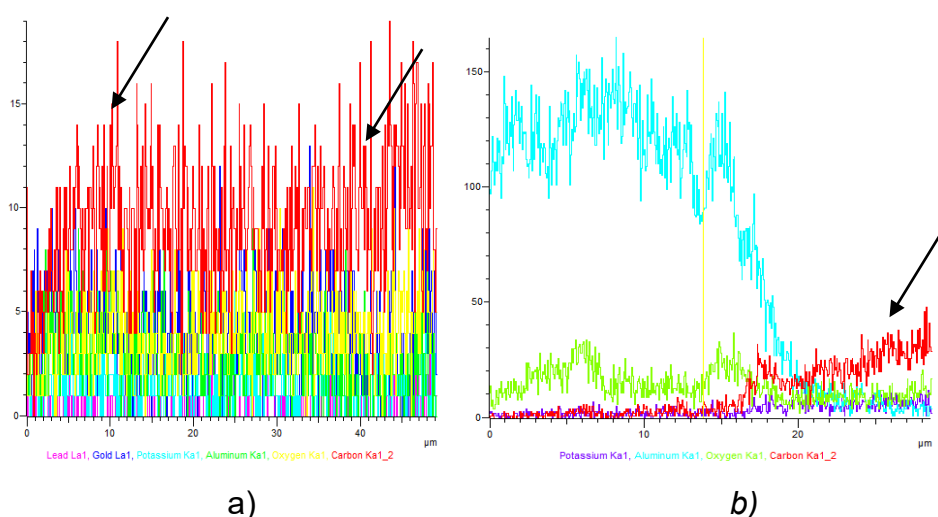 15
10
5
0
0
10
20
30
40
µm
Lead La1, Gold La1, Potassium Ka1, Aluminum Ka1, Oxygen Ka1, Carbon Ka1_2
a)
150
100
50
0
0
10
20
µm
Potassium Ka1, Aluminum Ka1, Oxygen Ka1, Carbon Ka1_2
b)